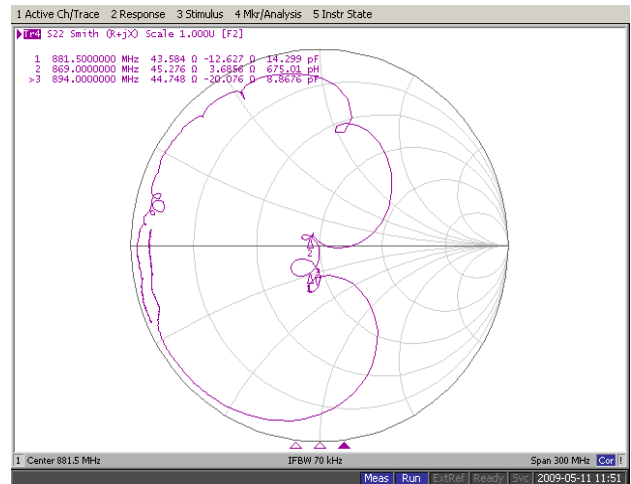 1 Active Ch/Trace 2 Response 3 Stimulus 4 Mkr/Analysis 5 Instr State
Tr4 S22 Smith (R+jX) Scale 1.000U [F2]
1 881.5000000 MHz 43.584 Ω -12.627 Ω 14.299 pF
2 869.0000000 MHz 45.276 Ω 3.6856 Ω 675.01 pH
>3 894.0000000 MHz 44.748 Ω -20.076 Ω 8.8676 pF
2
1
1 Center 881.5 MHz IFBW 70 kHz Span 300 MHz Cor !
Meas Run ExtRef Ready Svc 2009-05-11 11:51